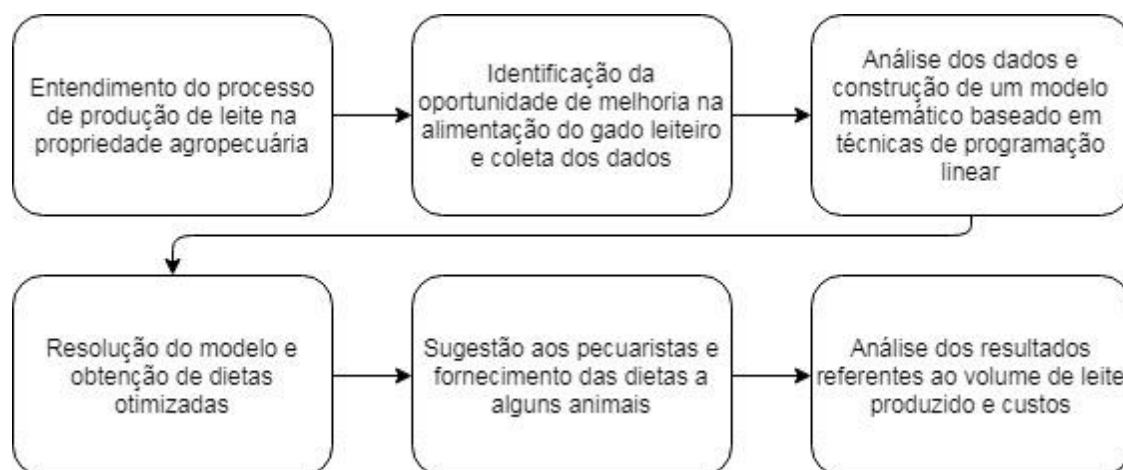 Entendimento do processo
de produção de leite na
propriedade agropecuária
Identificação da
oportunidade de melhoria na
alimentação do gado leiteiro
e coleta dos dados
Análise dos dados e
construção de um modelo
matemático baseado em
técnicas de programação
linear
Resolução do modelo e
obtenção de dietas
otimizadas
Sugestão aos pecuaristas e
fornecimento das dietas a
alguns animais
Análise dos resultados
referentes ao volume de leite
produzido e custos